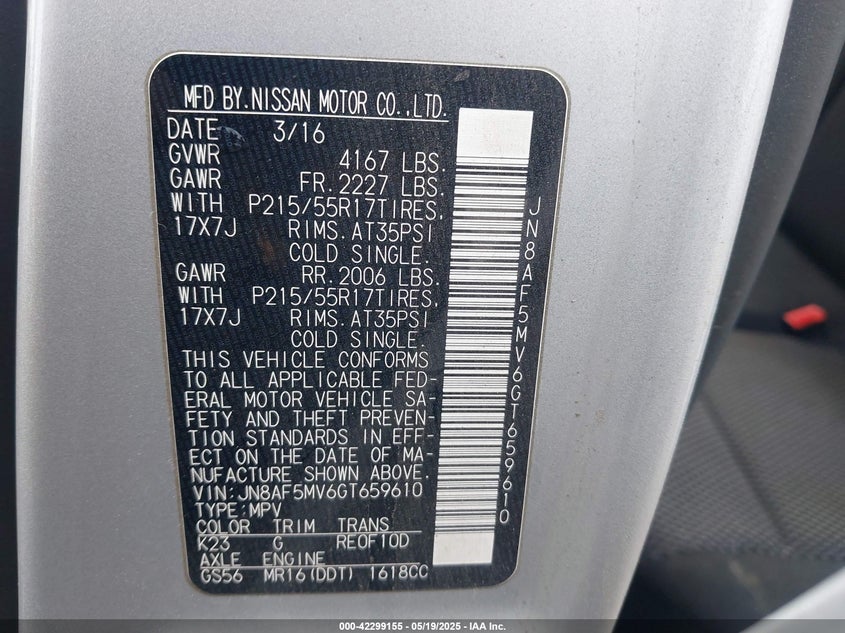 MFD BY.NISSAN MOTOR CO.,LTD.
DATE 3/16
GVWR 4167 LBS.
GAWR FR.2227 LBS.
WITH P215/55R17TIRES,
17X7J RIMS.AT35PSI
COLD SINGLE.
GAWR RR.2006 LBS.
WITH P215/55R17TIRES,
17X7J RIMS.AT35PSI
COLD SINGLE.
THIS VEHICLE CONFORMS
TO ALL APPLICABLE FED-
ERAL MOTOR VEHICLE SA-
FETY AND THEFT PREVEN-
TION STANDARDS IN EFF-
ECT ON THE DATE OF MA-
NUFACTURE SHOWN ABOVE.
VIN:JN8AF5MV6GT659610
TYPE:MPV
COLOR TRIM TRANS
K23 G RE0F10D
AXLE ENGINE
GS56 MR16(DDT) 1618CC
JN8AF5MV6GT659610
000-42299155 - 05/19/2025 - IAA Inc.